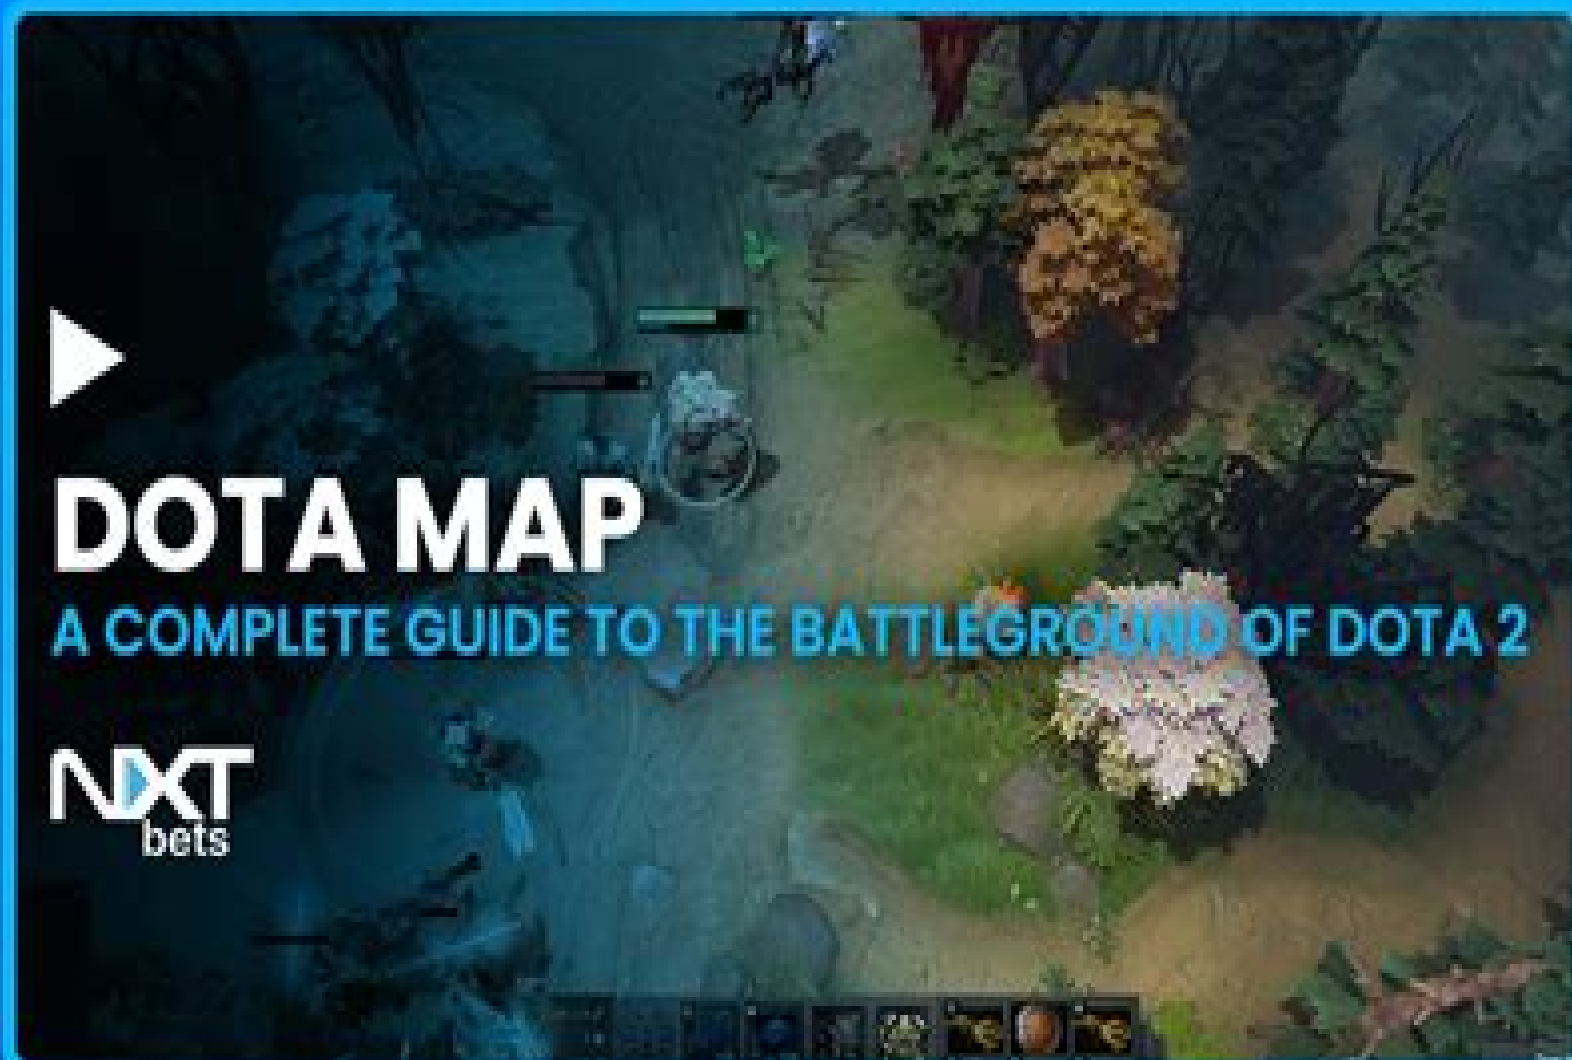 DOTA MAP
A COMPLETE GUIDE TO THE BATTLEGROUND OF DOTA 2
NXT
bets